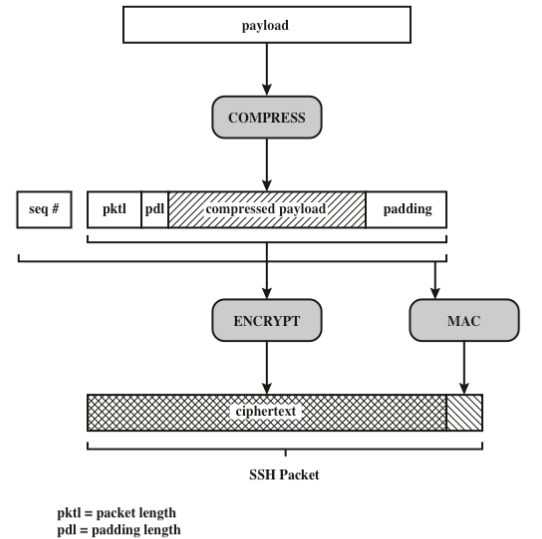 payload
COMPRESS
seq # pktl pdl compressed payload padding
ENCRYPT MAC
ciphertext
SSH Packet
pktl = packet length
pdl = padding length